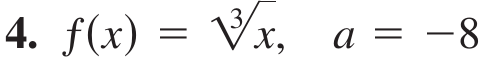 4. f(x) = ∛x, a = −8